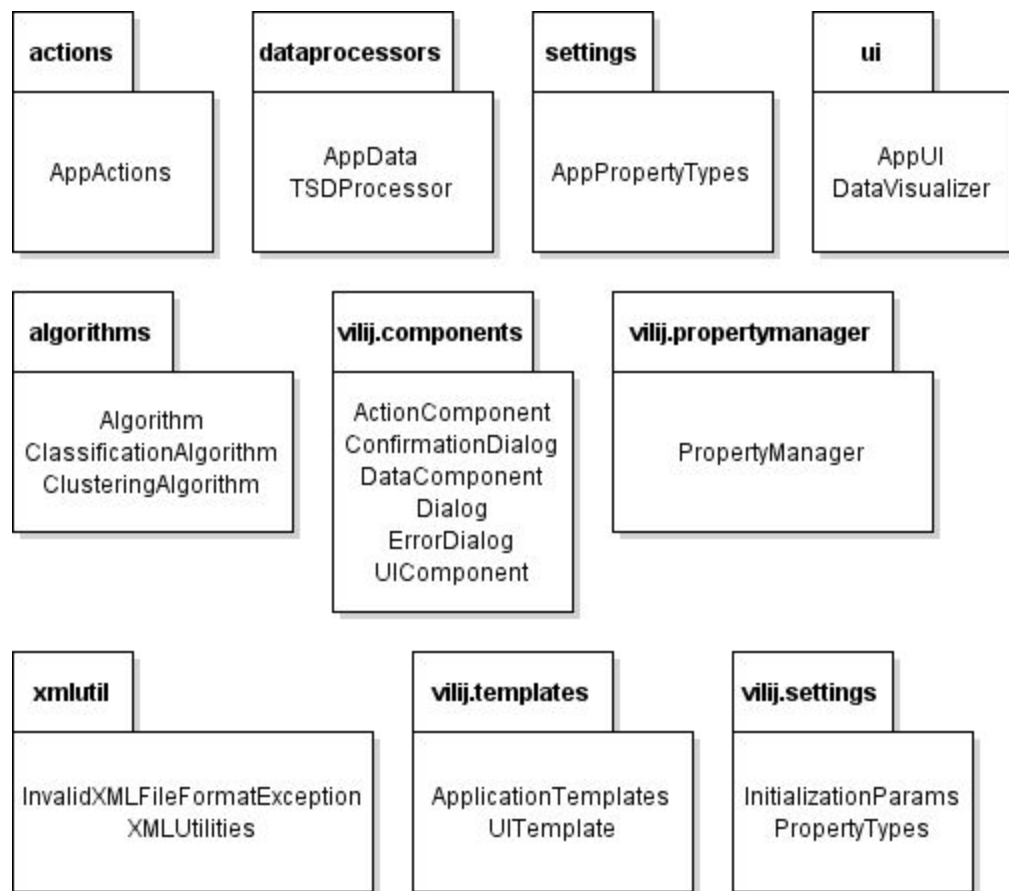 actions
AppActions
dataprocessors
AppData
TSDProcessor
settings
AppPropertyTypes
ui
AppUI
DataVisualizer
algorithms
Algorithm
ClassificationAlgorithm
ClusteringAlgorithm
vilij.components
ActionComponent
ConfirmationDialog
DataComponent
Dialog
ErrorDialog
UIComponent
vilij.propertymanager
PropertyManager
xmlutil
InvalidXMLFileFormatException
XMLUtilities
vilij.templates
ApplicationTemplates
UITemplate
vilij.settings
InitializationParams
PropertyTypes